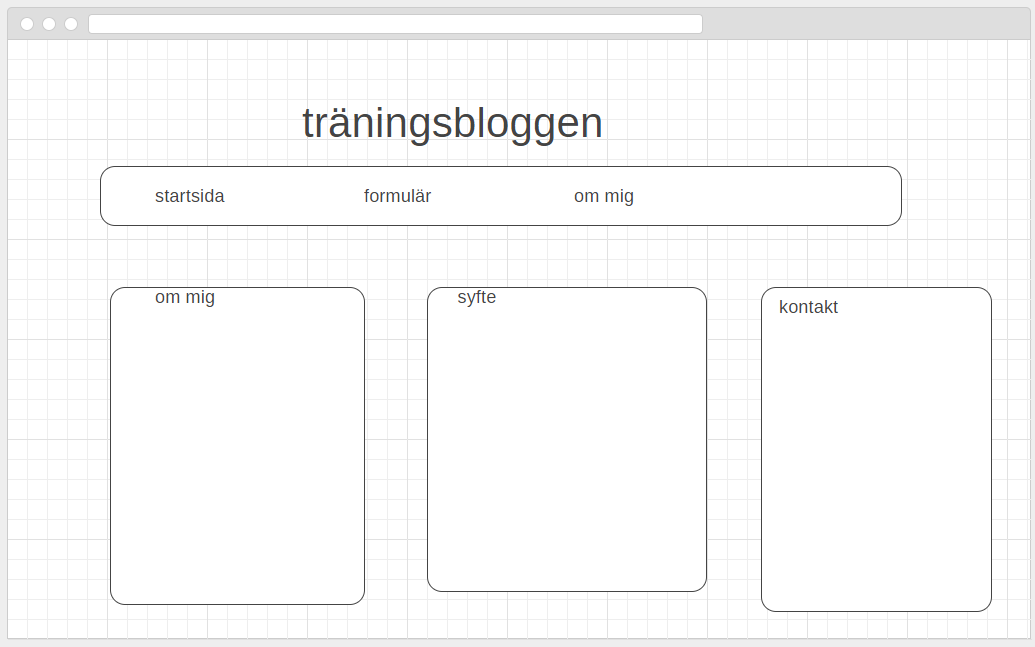 träningsbloggen
startsida formulär om mig
om mig
syfte
kontakt